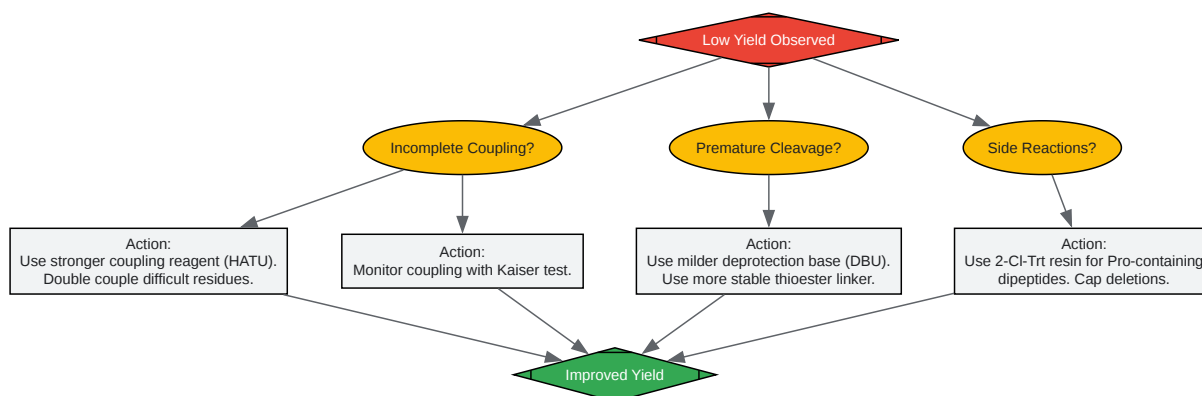 Low Yield Observed
Incomplete Coupling?
Premature Cleavage?
Side Reactions?
Action:
Use stronger coupling reagent (HATU).
Double couple difficult residues.
Action:
Monitor coupling with Kaiser test.
Action:
Use milder deprotection base (DBU).
Use more stable thioester linker.
Action:
Use 2-Cl-Trt resin for Pro-containing
dipeptides. Cap deletions.
Improved Yield